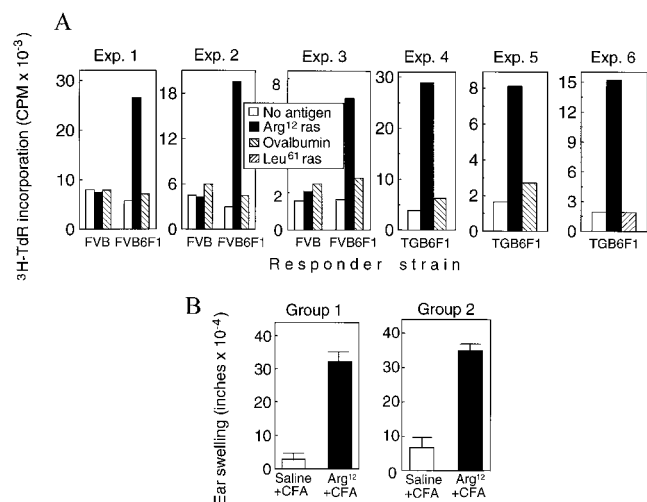 A
Exp. 1 Exp. 2 Exp. 3 Exp. 4 Exp. 5 Exp. 6
³H-TdR incorporation (CPM x 10⁻³)
30
20
10
0
18
12
6
0
8
2
0
30
20
10
0
8
6
4
2
0
15
12
9
6
3
0
No antigen
Arg¹² ras
Ovalbumin
Leu⁶¹ ras
FVB FVB6F1 FVB FVB6F1 FVB FVB6F1 TGB6F1 TGB6F1 TGB6F1
Responder strain
B
Group 1 Group 2
Ear swelling (inches x 10⁻⁴)
40
30
20
10
0
40
30
20
10
0
Saline +CFA Arg¹² +CFA Saline +CFA Arg¹² +CFA